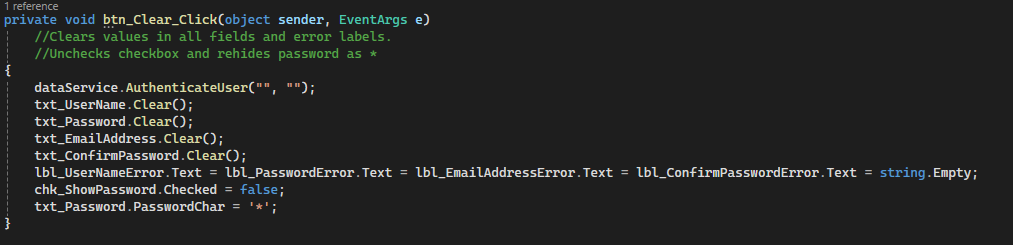 1 reference
private void btn_Clear_Click(object sender, EventArgs e)
//Clears values in all fields and error labels.
//Unchecks checkbox and rehides password as *
{
dataService.AuthenticateUser("", "");
txt_UserName.Clear();
txt_Password.Clear();
txt_EmailAddress.Clear();
txt_ConfirmPassword.Clear();
lbl_UserNameError.Text = lbl_PasswordError.Text = lbl_EmailAddressError.Text = lbl_ConfirmPasswordError.Text = string.Empty;
chk_ShowPassword.Checked = false;
txt_Password.PasswordChar = '*';
}